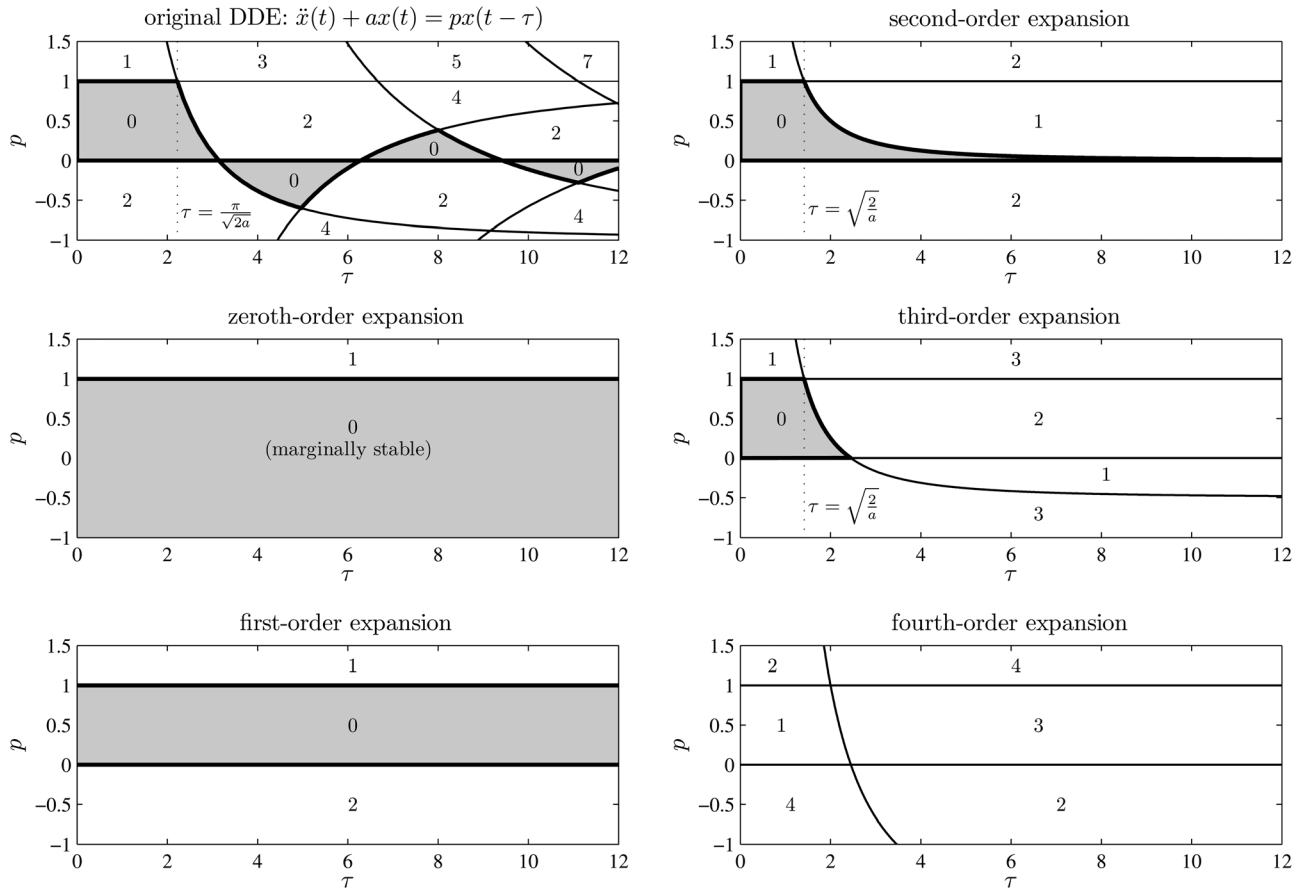 original DDE: ẍ(t) + ax(t) = px(t − τ)
1.5
1
0.5
0
−0.5
−1
p
1
3
5
7
4
0
2
2
0
0
0
2
2
4
4
τ = π/√2a
0 2 4 6 8 10 12
τ
second-order expansion
1.5
1
0.5
0
−0.5
−1
p
1
2
0
1
2
τ = √2/a
0 2 4 6 8 10 12
τ
zeroth-order expansion
1.5
1
0.5
0
−0.5
−1
p
1
0
(marginally stable)
0 2 4 6 8 10 12
τ
third-order expansion
1.5
1
0.5
0
−0.5
−1
p
1
3
0
2
1
3
τ = √2/a
0 2 4 6 8 10 12
τ
first-order expansion
1.5
1
0.5
0
−0.5
−1
p
1
0
2
0 2 4 6 8 10 12
τ
fourth-order expansion
1.5
1
0.5
0
−0.5
−1
p
2
4
1
3
4
2
0 2 4 6 8 10 12
τ